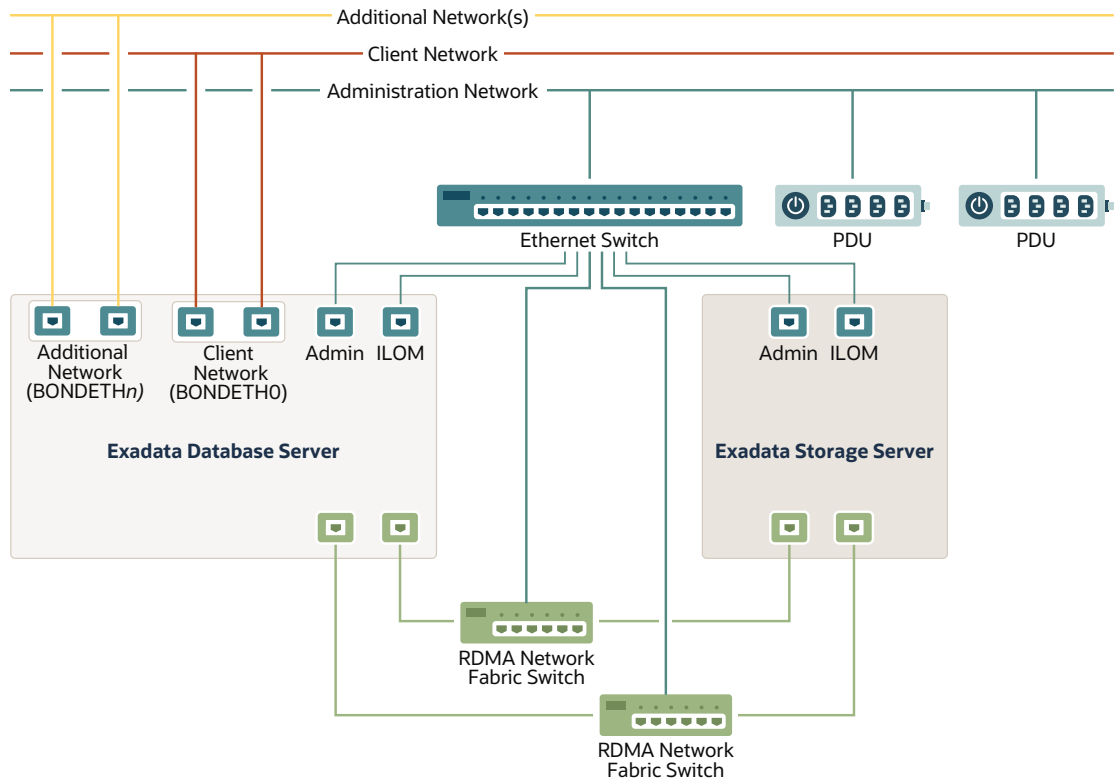 Additional Network(s)
Client Network
Administration Network
Ethernet Switch
PDU
PDU
Additional
Network
(BONDETHn)
Client
Network
(BONDETH0)
Admin
ILOM
Admin
ILOM
Exadata Database Server
Exadata Storage Server
RDMA Network
Fabric Switch
RDMA Network
Fabric Switch